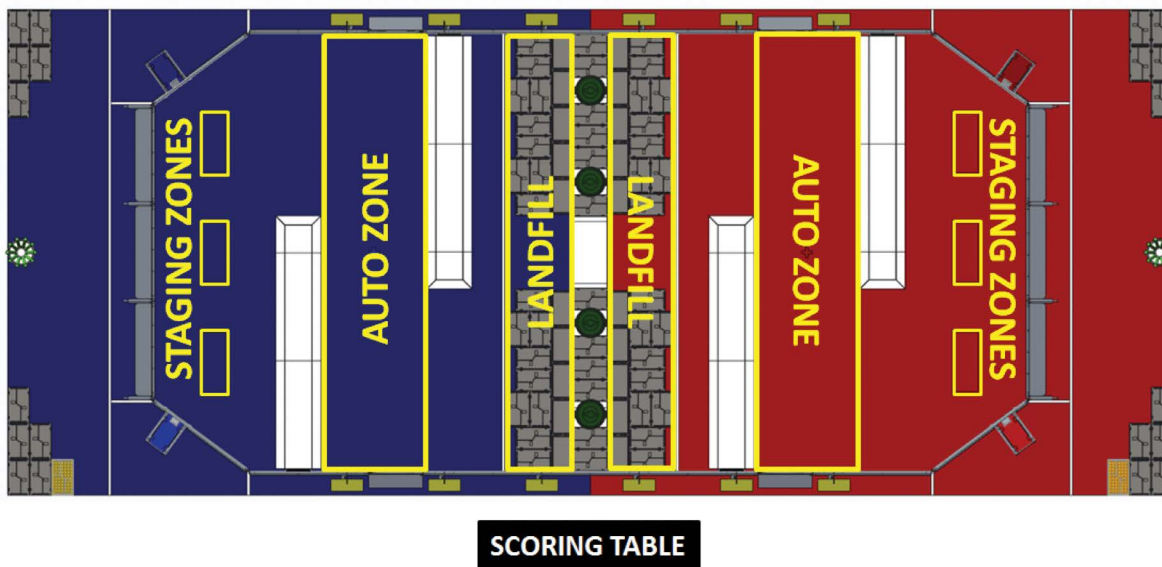 STAGING ZONES
AUTO ZONE
LANDFILL
LANDFILL
AUTO ZONE
STAGING ZONES
SCORING TABLE